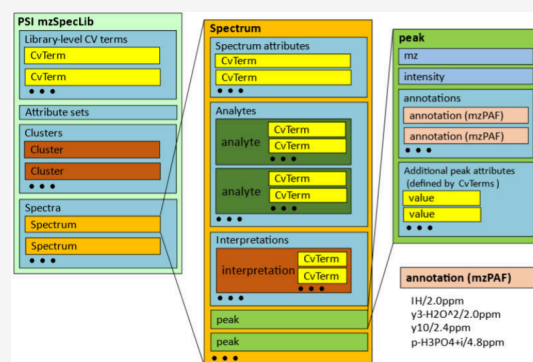 PSI mzSpecLib
Library-level CV terms
CvTerm
CvTerm
• • •
Attribute sets
Clusters
Cluster
Cluster
• • •
Spectra
Spectrum
Spectrum
• • •
Spectrum
Spectrum attributes
CvTerm
CvTerm
• • •
Analytes
analyte
CvTerm
CvTerm
• • •
analyte
CvTerm
CvTerm
• • •
• • •
Interpretations
interpretation
CvTerm
CvTerm
• • •
• • •
peak
peak
• • •
peak
mz
intensity
annotations
annotation (mzPAF)
annotation (mzPAF)
• • •
Additional peak attributes
(defined by CvTerms )
value
value
• • •
annotation (mzPAF)
IH/2.0ppm
y3-H2O^2/2.0ppm
y10/2.4ppm
p-H3PO4+i/4.8ppm